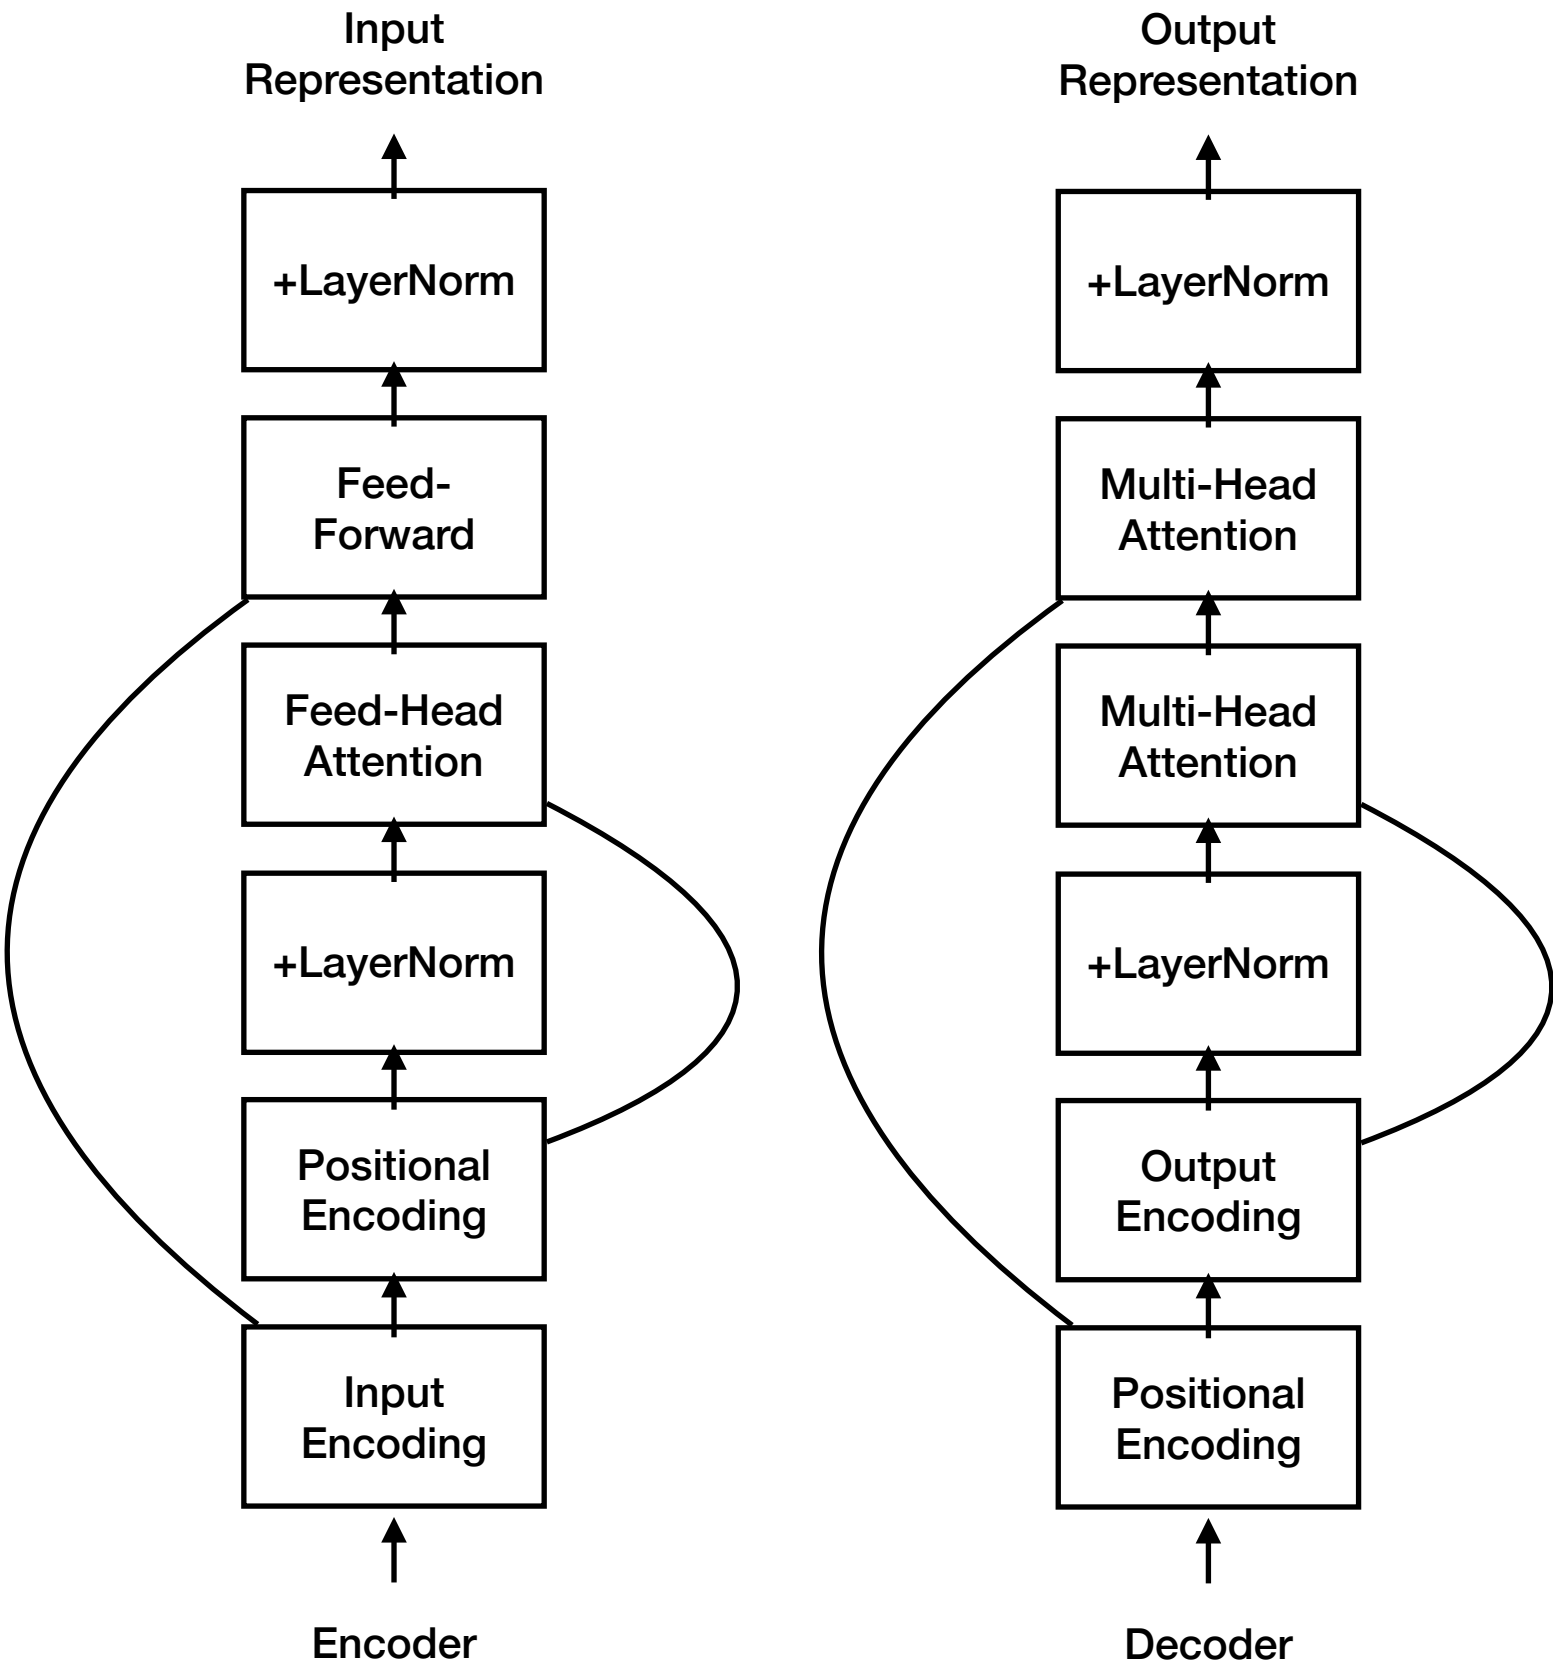 Input
Representation
+LayerNorm
Feed-
Forward
Feed-Head
Attention
+LayerNorm
Positional
Encoding
Input
Encoding
Encoder
Output
Representation
+LayerNorm
Multi-Head
Attention
Multi-Head
Attention
+LayerNorm
Output
Encoding
Positional
Encoding
Decoder